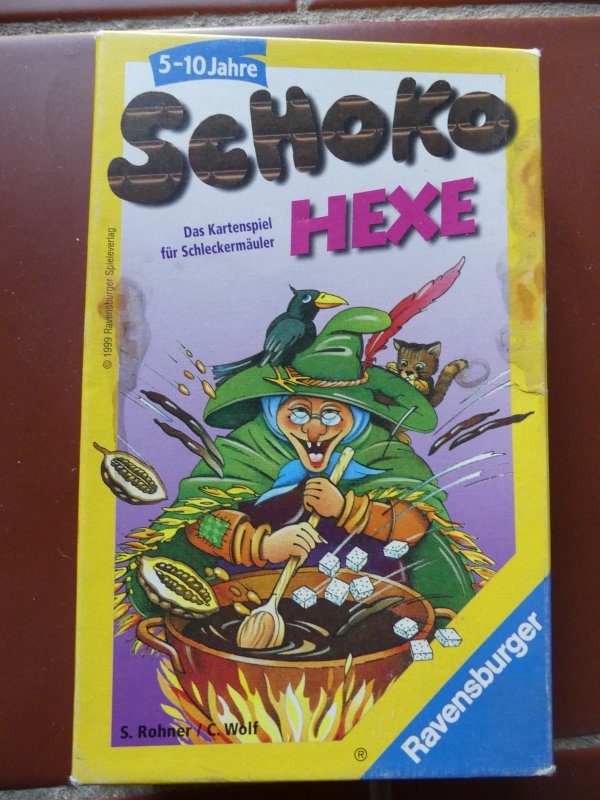 5-10 Jahre
SCHOKO
HEXE
Das Kartenspiel
für Schleckermäuler
© 1999 Ravensburger Spieleverlag
S. Rohner / C. Wolf
®
Ravensburger